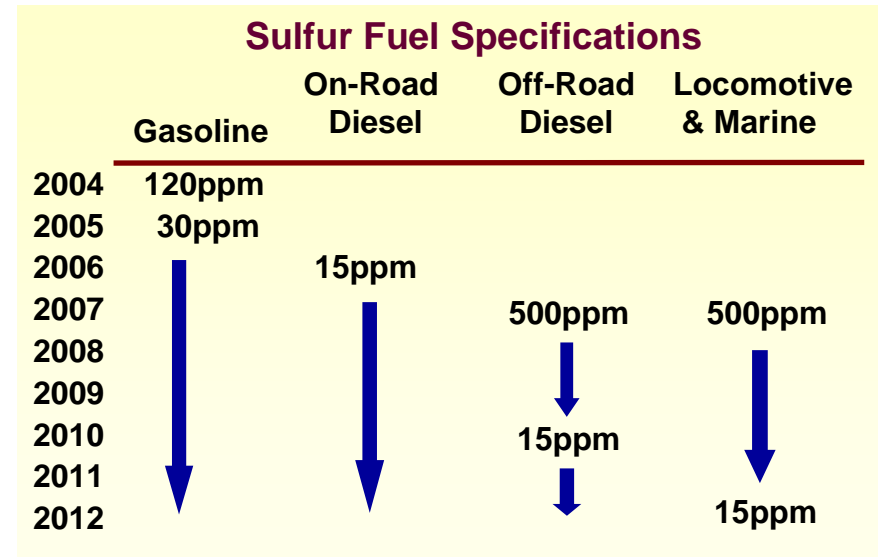 Sulfur Fuel Specifications
Gasoline On-Road Diesel Off-Road Diesel Locomotive & Marine
2004 120ppm
2005 30ppm
2006 15ppm
2007 500ppm 500ppm
2008
2009
2010 15ppm
2011
2012 15ppm